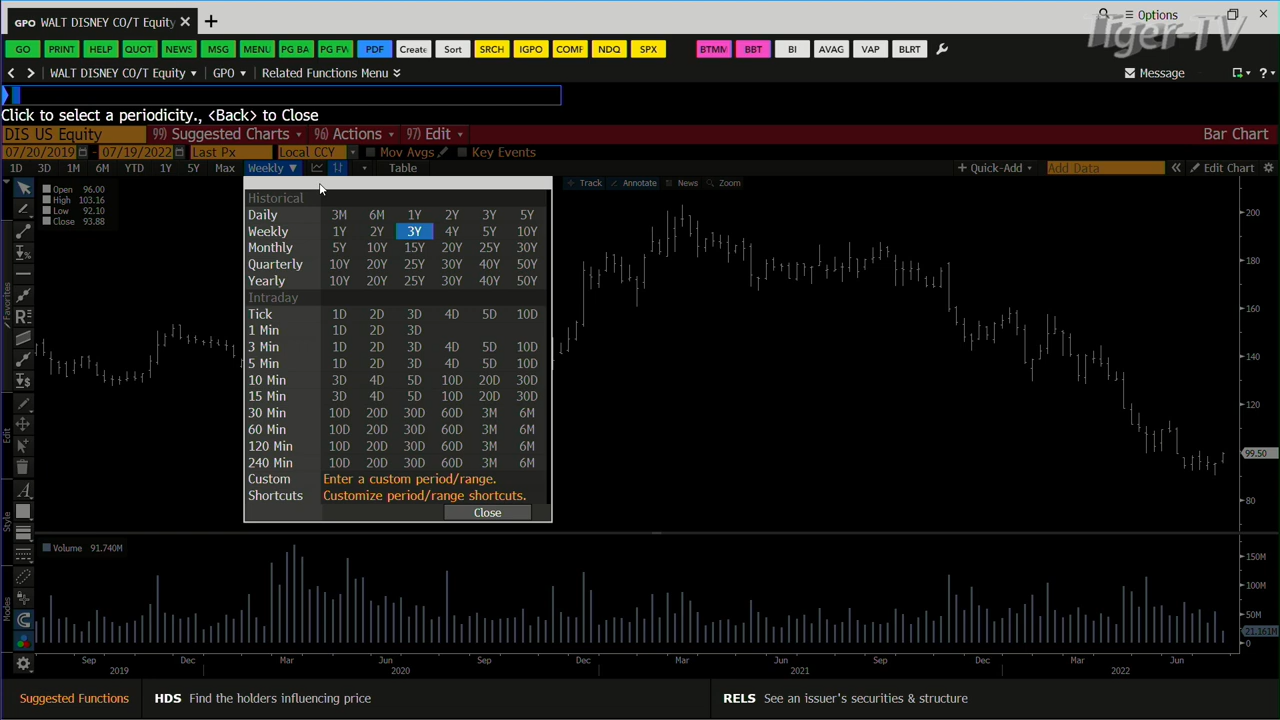 GPO WALT DISNEY CO/T Equity ✕ +
Options
Tiger-TV
GO PRINT HELP QUOT NEWS MSG MENU PG BA PG FW PDF Create Sort SRCH IGPO COMF NDQ SPX BTMM BBT BI AVAG VAP BLRT
WALT DISNEY CO/T Equity GPO Related Functions Menu Message ?
Click to select a periodicity., <Back> to Close
DIS US Equity 99) Suggested Charts 96) Actions 97) Edit Bar Chart
07/20/2019 - 07/19/2022 Last Px Local CCY Mov Avgs Key Events
1D 3D 1M 6M YTD 1Y 5Y Max Weekly Table + Quick-Add Add Data Edit Chart
Track Annotate News Zoom
Open 96.00
High 103.16
Low 92.10
Close 93.88
Historical
Daily 3M 6M 1Y 2Y 3Y 5Y
Weekly 1Y 2Y 3Y 4Y 5Y 10Y
Monthly 5Y 10Y 15Y 20Y 25Y 30Y
Quarterly 10Y 20Y 25Y 30Y 40Y 50Y
Yearly 10Y 20Y 25Y 30Y 40Y 50Y
Intraday
Tick 1D 2D 3D 4D 5D 10D
1 Min 1D 2D 3D
3 Min 1D 2D 3D 4D 5D 10D
5 Min 1D 2D 3D 4D 5D 10D
10 Min 3D 4D 5D 10D 20D 30D
15 Min 3D 4D 5D 10D 20D 30D
30 Min 10D 20D 30D 60D 3M 6M
60 Min 10D 20D 30D 60D 3M 6M
120 Min 10D 20D 30D 60D 3M 6M
240 Min 10D 20D 30D 60D 3M 6M
Custom Enter a custom period/range.
Shortcuts Customize period/range shortcuts.
Close
200
180
160
140
120
99.50
80
Favorites
Edit
Style
Modes
Volume 91.740M
150M
100M
50M
21.161M
0
Sep Dec Mar Jun Sep Dec Mar Jun Sep Dec Mar Jun
2019 2020 2021 2022
Suggested Functions HDS Find the holders influencing price RELS See an issuer's securities & structure